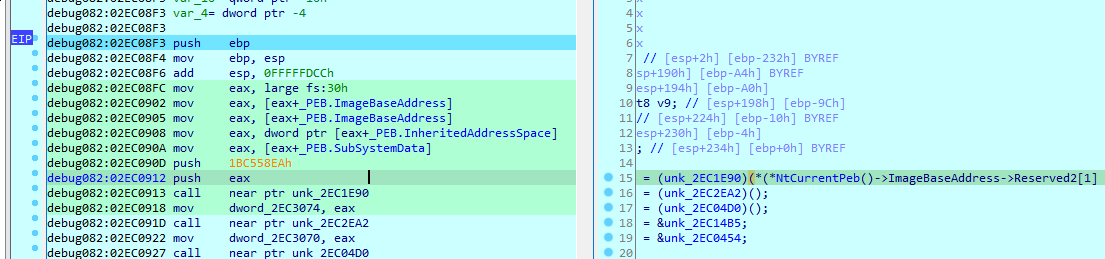 debug082:02EC08F3 var_10= qword ptr -10h
debug082:02EC08F3 var_4= dword ptr -4
debug082:02EC08F3
EIP debug082:02EC08F3 push ebp
debug082:02EC08F4 mov ebp, esp
debug082:02EC08F6 add esp, 0FFFFFDCCh
debug082:02EC08FC mov eax, large fs:30h
debug082:02EC0902 mov eax, [eax+_PEB.ImageBaseAddress]
debug082:02EC0905 mov eax, [eax+_PEB.ImageBaseAddress]
debug082:02EC0908 mov eax, dword ptr [eax+_PEB.InheritedAddressSpace]
debug082:02EC090A mov eax, [eax+_PEB.SubSystemData]
debug082:02EC090D push 1BC558EAh
debug082:02EC0912 push eax
debug082:02EC0913 call near ptr unk_2EC1E90
debug082:02EC0918 mov dword_2EC3074, eax
debug082:02EC091D call near ptr unk_2EC2EA2
debug082:02EC0922 mov dword_2EC3070, eax
debug082:02EC0927 call near ptr unk_2EC04D0
4 x
5 x
6 x
7 // [esp+2h] [ebp-232h] BYREF
8 sp+190h] [ebp-A4h] BYREF
9 esp+194h] [ebp-A0h]
10 t8 v9; // [esp+198h] [ebp-9Ch]
11 // [esp+224h] [ebp-10h] BYREF
12 esp+230h] [ebp-4h]
13 ; // [esp+234h] [ebp+0h] BYREF
14
15 = (unk_2EC1E90)(*(*NtCurrentPeb()->ImageBaseAddress->Reserved2[1]
16 = (unk_2EC2EA2)();
17 = (unk_2EC04D0)();
18 = &unk_2EC14B5;
19 = &unk_2EC0454;
20